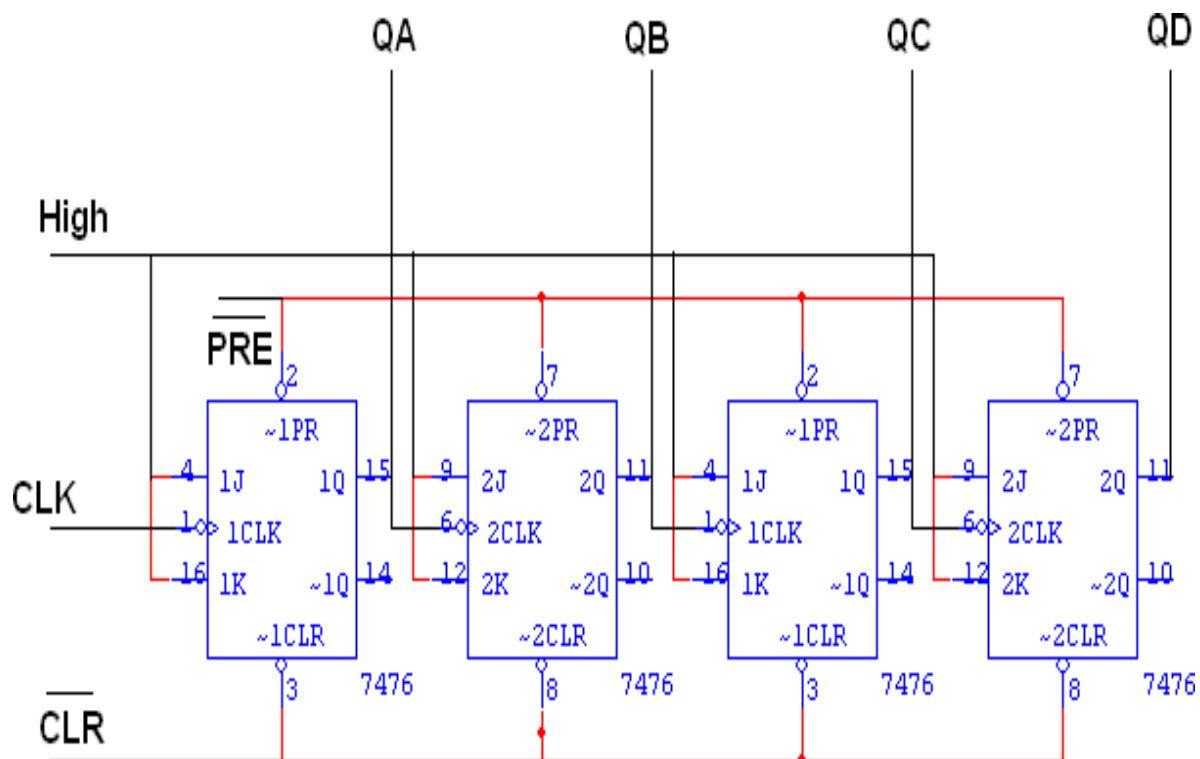 QA QB QC QD
High
PRE
2 7 2 7
~1PR ~2PR ~1PR ~2PR
4 1J 1Q 15 9 2J 2Q 11 4 1J 1Q 15 9 2J 2Q 11
CLK
1 1CLK 6 2CLK 1 1CLK 6 2CLK
16 1K ~1Q 14 12 2K ~2Q 10 16 1K ~1Q 14 12 2K ~2Q 10
~1CLR ~2CLR ~1CLR ~2CLR
3 7476 8 7476 3 7476 8 7476
CLR